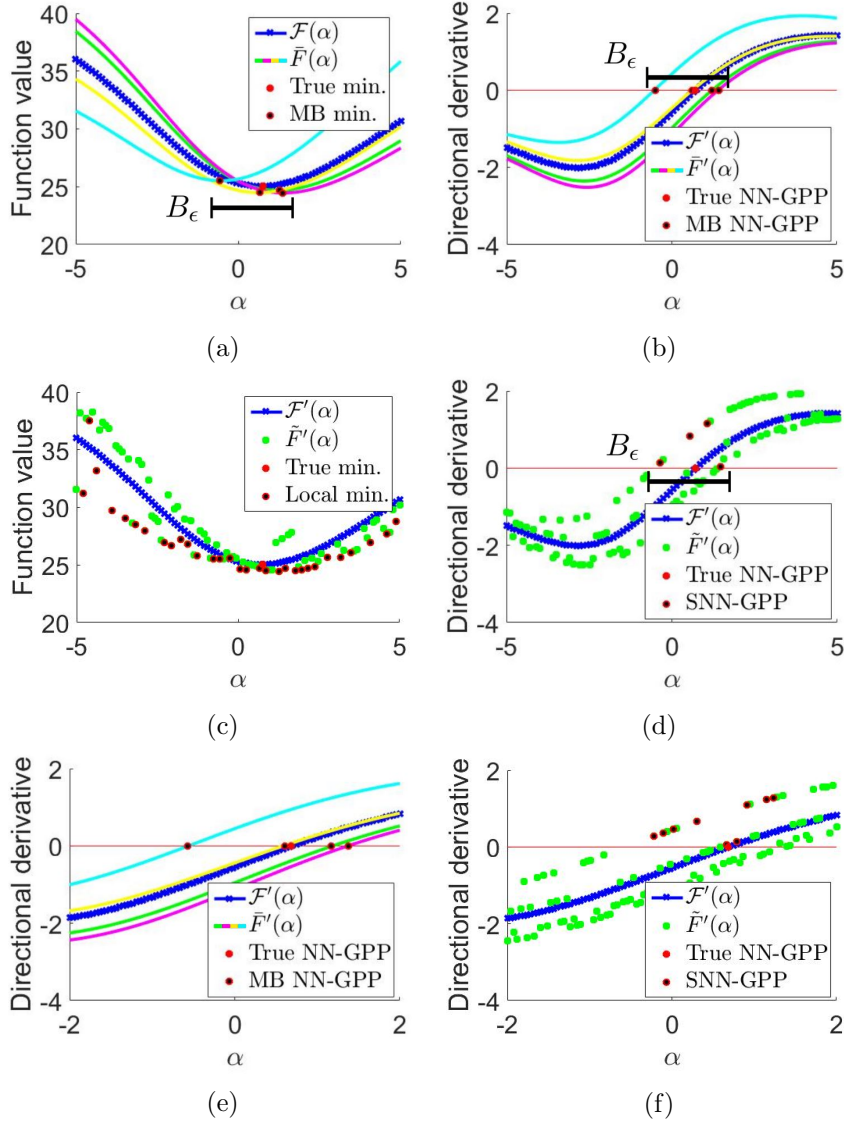 Function value
40
35
30
25
20
-5
0
5
α
𝓕(α)
F̄(α)
True min.
MB min.
B_ϵ
(a)
Directional derivative
2
0
-2
-4
-5
0
5
α
B_ϵ
𝓕′(α)
F̄′(α)
True NN-GPP
MB NN-GPP
(b)
Function value
40
35
30
25
20
-5
0
5
α
𝓕′(α)
F̃′(α)
True min.
Local min.
(c)
Directional derivative
2
0
-2
-4
-5
0
5
α
B_ϵ
𝓕′(α)
F̃′(α)
True NN-GPP
SNN-GPP
(d)
Directional derivative
2
0
-2
-4
-2
0
2
α
𝓕′(α)
F̄′(α)
True NN-GPP
MB NN-GPP
(e)
Directional derivative
2
0
-2
-4
-2
0
2
α
𝓕′(α)
F̃′(α)
True NN-GPP
SNN-GPP
(f)